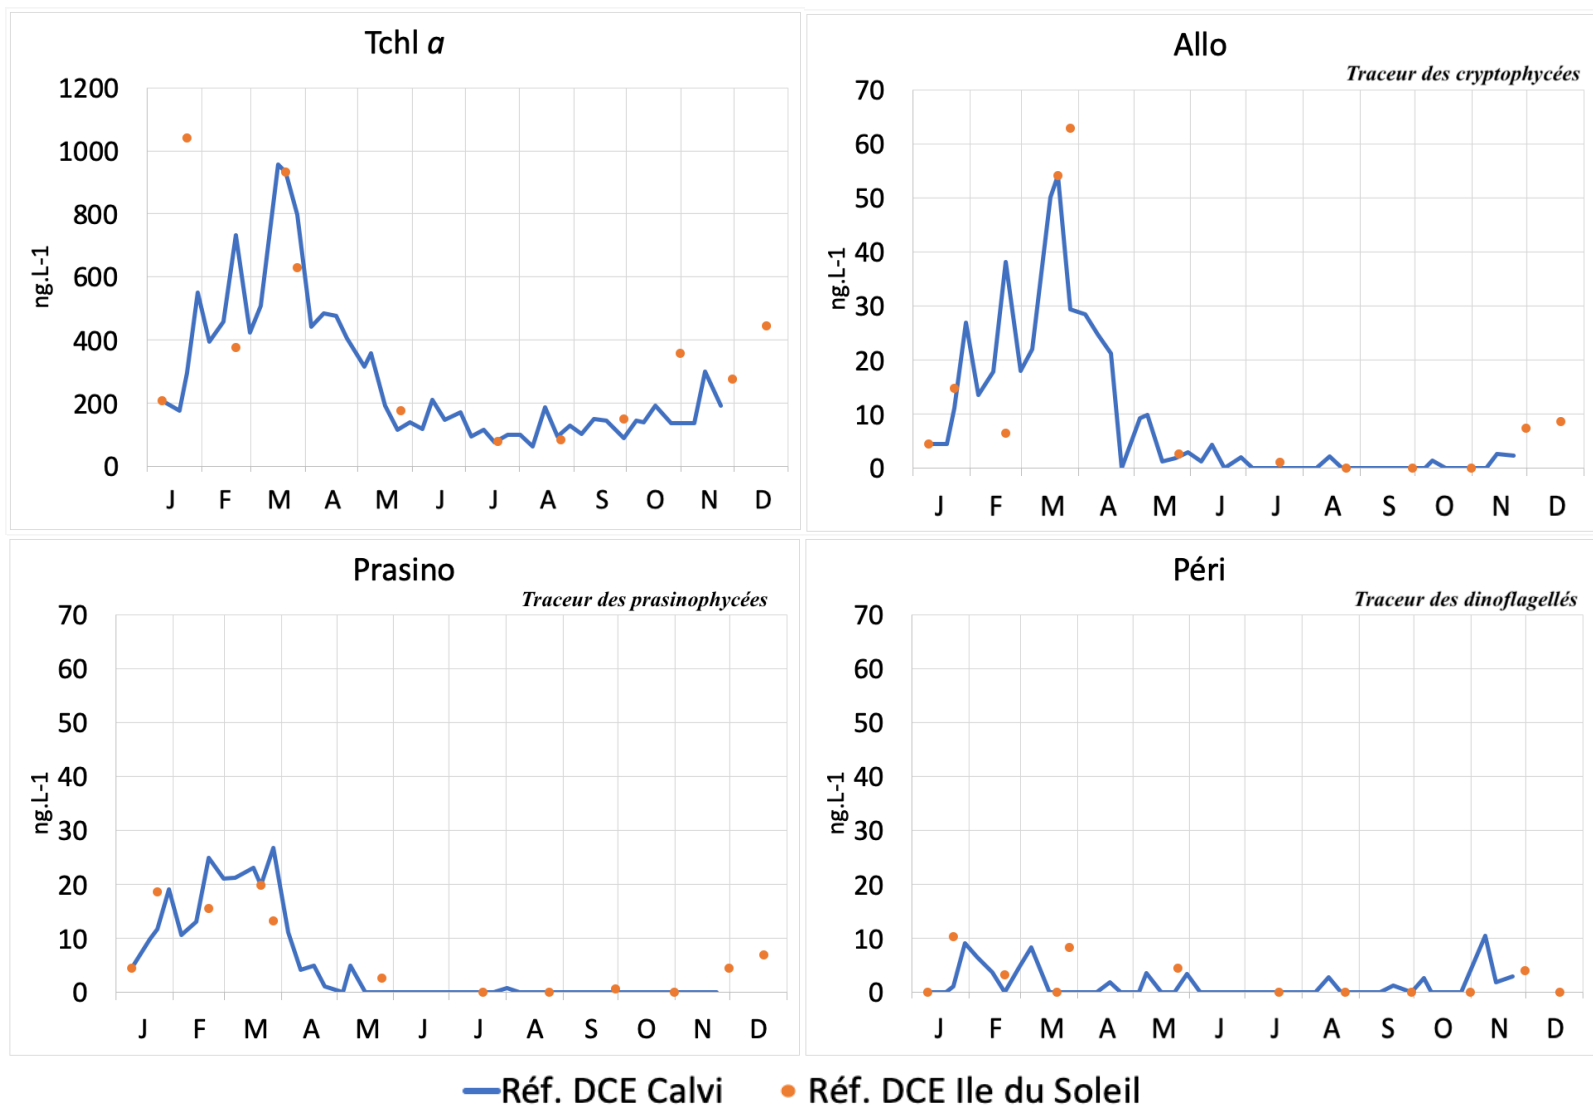 Tchl a
1200
1000
800
600
400
200
0
ng.L-1
J F M A M J J A S O N D
Allo
Traceur des cryptophycées
70
60
50
40
30
20
10
0
ng.L-1
J F M A M J J A S O N D
Prasino
Traceur des prasinophycées
70
60
50
40
30
20
10
0
ng.L-1
J F M A M J J A S O N D
Péri
Traceur des dinoflagellés
70
60
50
40
30
20
10
0
ng.L-1
J F M A M J J A S O N D
Réf. DCE Calvi Réf. DCE Ile du Soleil